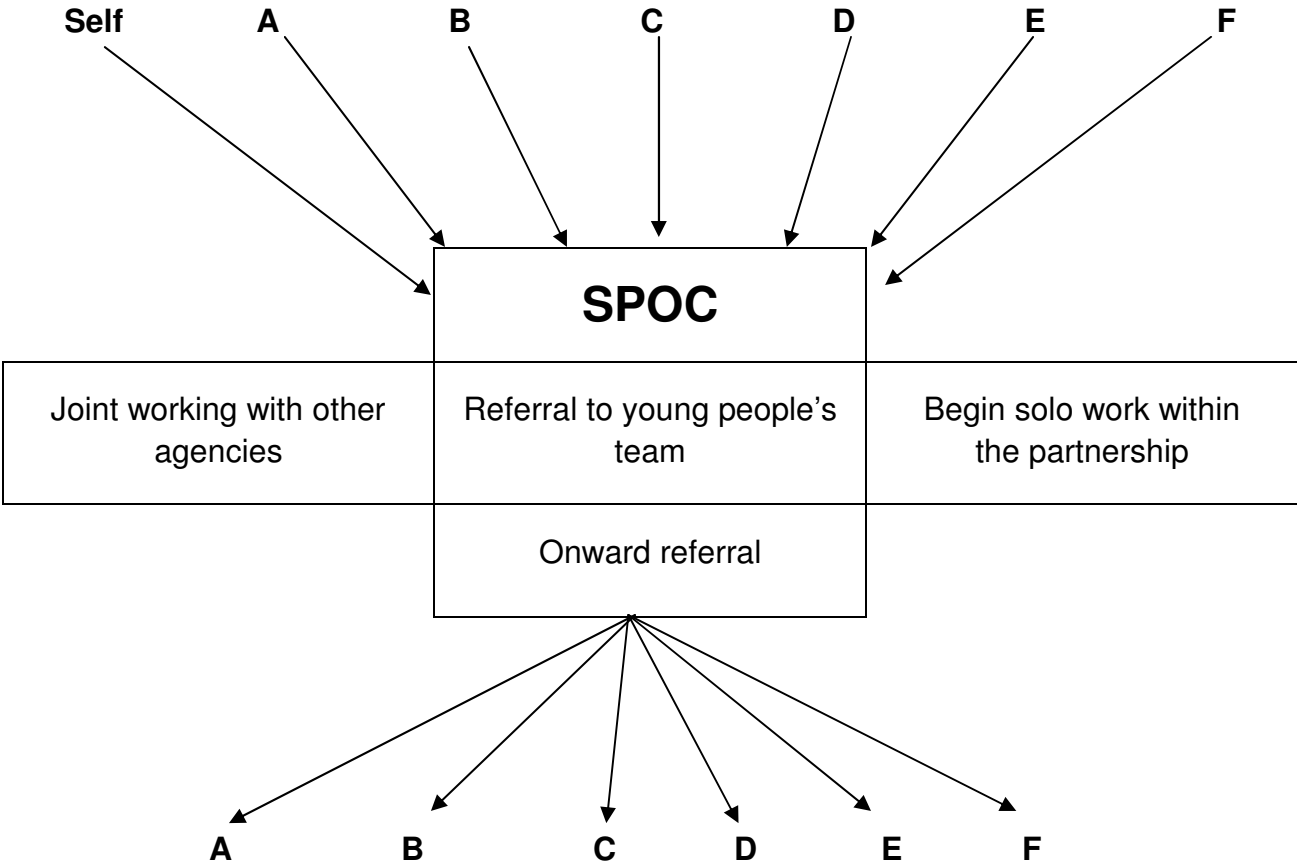 Self A B C D E F
SPOC
Joint working with other
agencies
Referral to young people’s
team
Begin solo work within
the partnership
Onward referral
A B C D E F